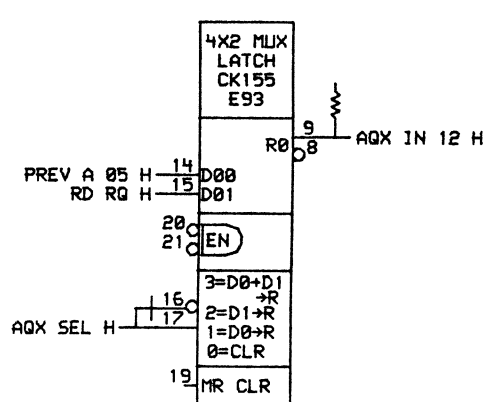 4X2 MUX
LATCH
CK155
E93
R0 9 AQX IN 12 H
8
PREV A 05 H 14 D00
RD RQ H 15 D01
20
21 EN
3=D0+D1
→R
16 2=D1→R
AQX SEL H 17 1=D0→R
0=CLR
19 MR CLR